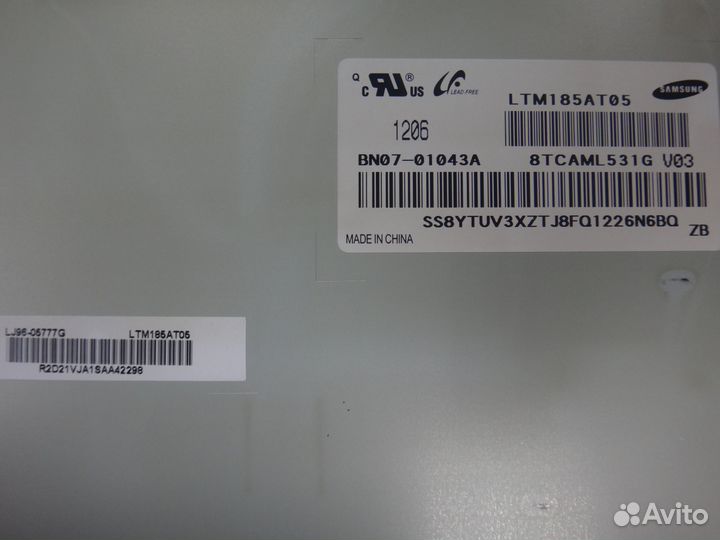 Q
C UR ® US LEAD-FREE
LTM185AT05
SAMSUNG
1206
BN07-01043A 8TCAML531G V03
SS8YTUV3XZTJ8FQ1226N6BQ
ZB
MADE IN CHINA
LJ96-05777G LTM185AT05
R2D21VJA1SAA42298
Avito